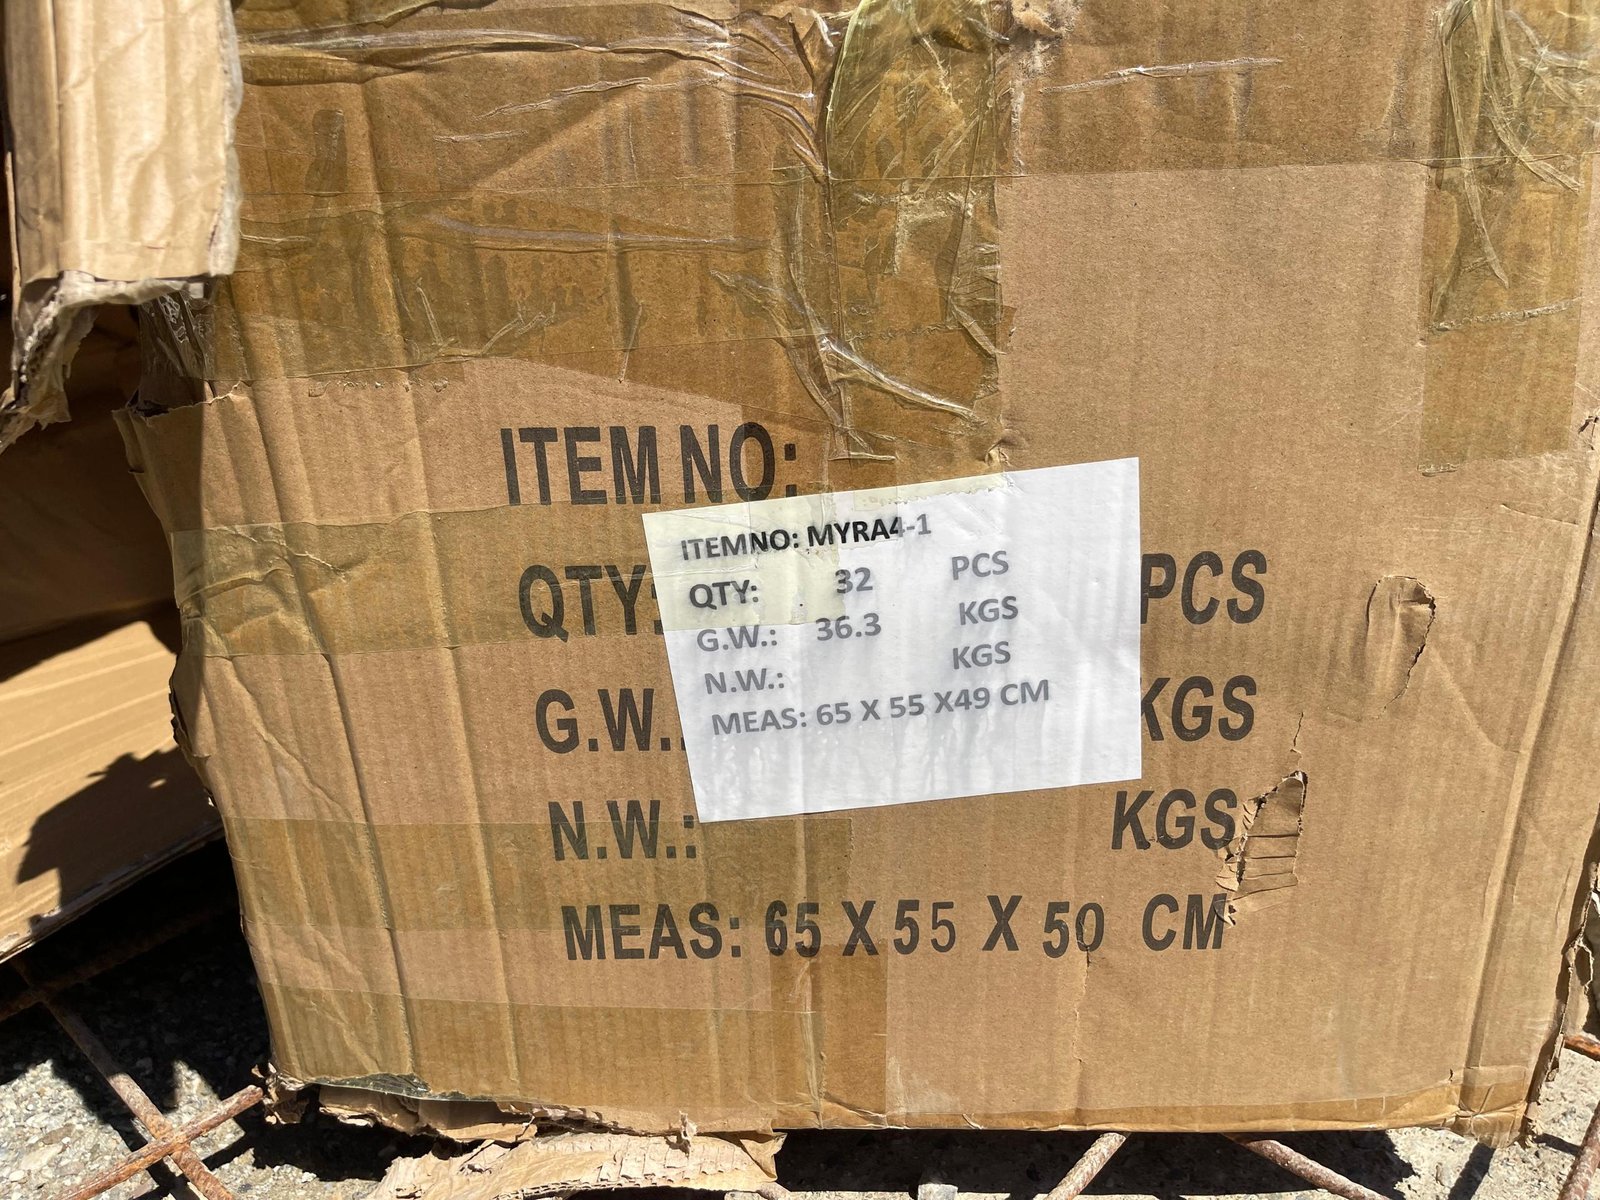 ITEM NO:
ITEMNO: MYRA4-1
QTY: 32 PCS
G.W.: 36.3 KGS
N.W.: KGS
MEAS: 65 X 55 X49 CM
QTY: PCS
G.W.: KGS
N.W.: KGS
MEAS: 65 X 55 X 50 CM